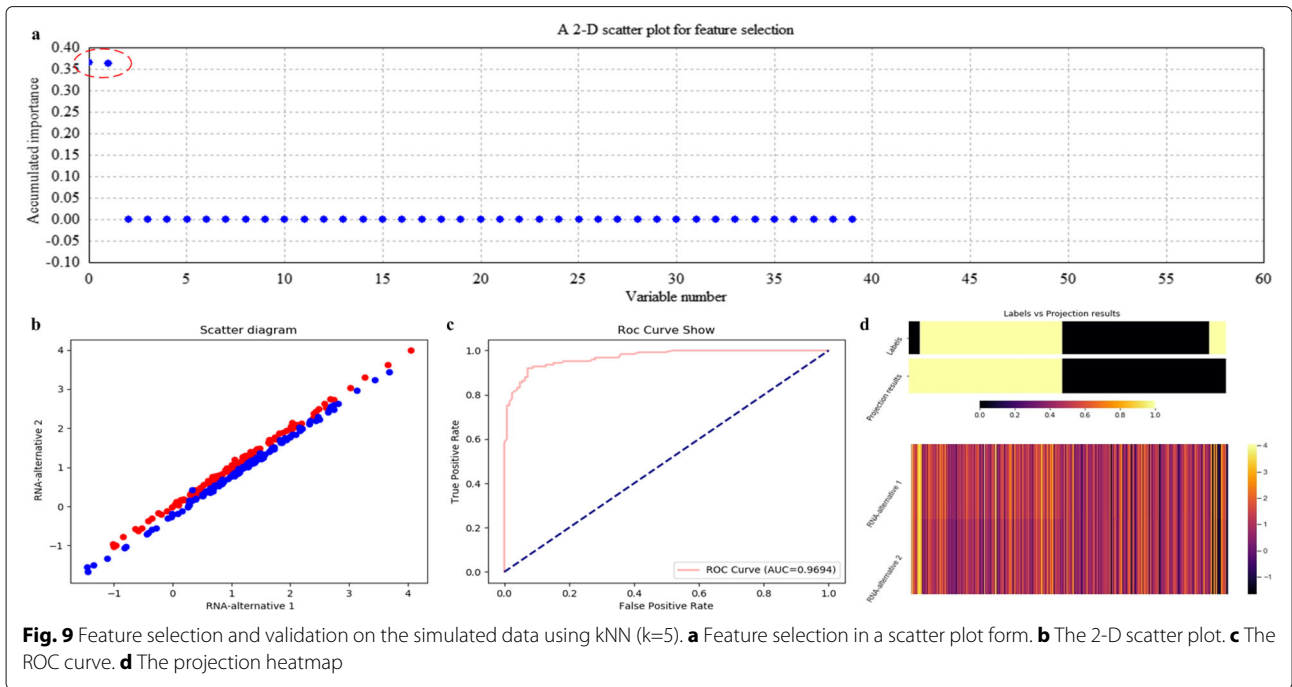 a
A 2-D scatter plot for feature selection
Accumulated importance
0.40
0.35
0.30
0.25
0.20
0.15
0.10
0.05
0.00
-0.05
-0.10
0 5 10 15 20 25 30 35 40 45 50 55 60
Variable number
b
Scatter diagram
RNA-alternative 2
4
3
2
1
0
−1
−1 0 1 2 3 4
RNA-alternative 1
c
Roc Curve Show
True Positive Rate
1.0
0.8
0.6
0.4
0.2
0.0
ROC Curve (AUC=0.9694)
0.0 0.2 0.4 0.6 0.8 1.0
False Positive Rate
d
Labels vs Projection results
Labels
Projection results
0.0 0.2 0.4 0.6 0.8 1.0
RNA-alternative 1
RNA-alternative 2
4
3
2
1
0
−1
Fig. 9 Feature selection and validation on the simulated data using kNN (k=5). a Feature selection in a scatter plot form. b The 2-D scatter plot. c The
ROC curve. d The projection heatmap